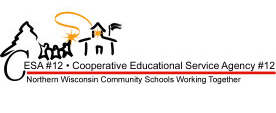 CESA #12 • Cooperative Educational Service Agency #12
Northern Wisconsin Community Schools Working Together